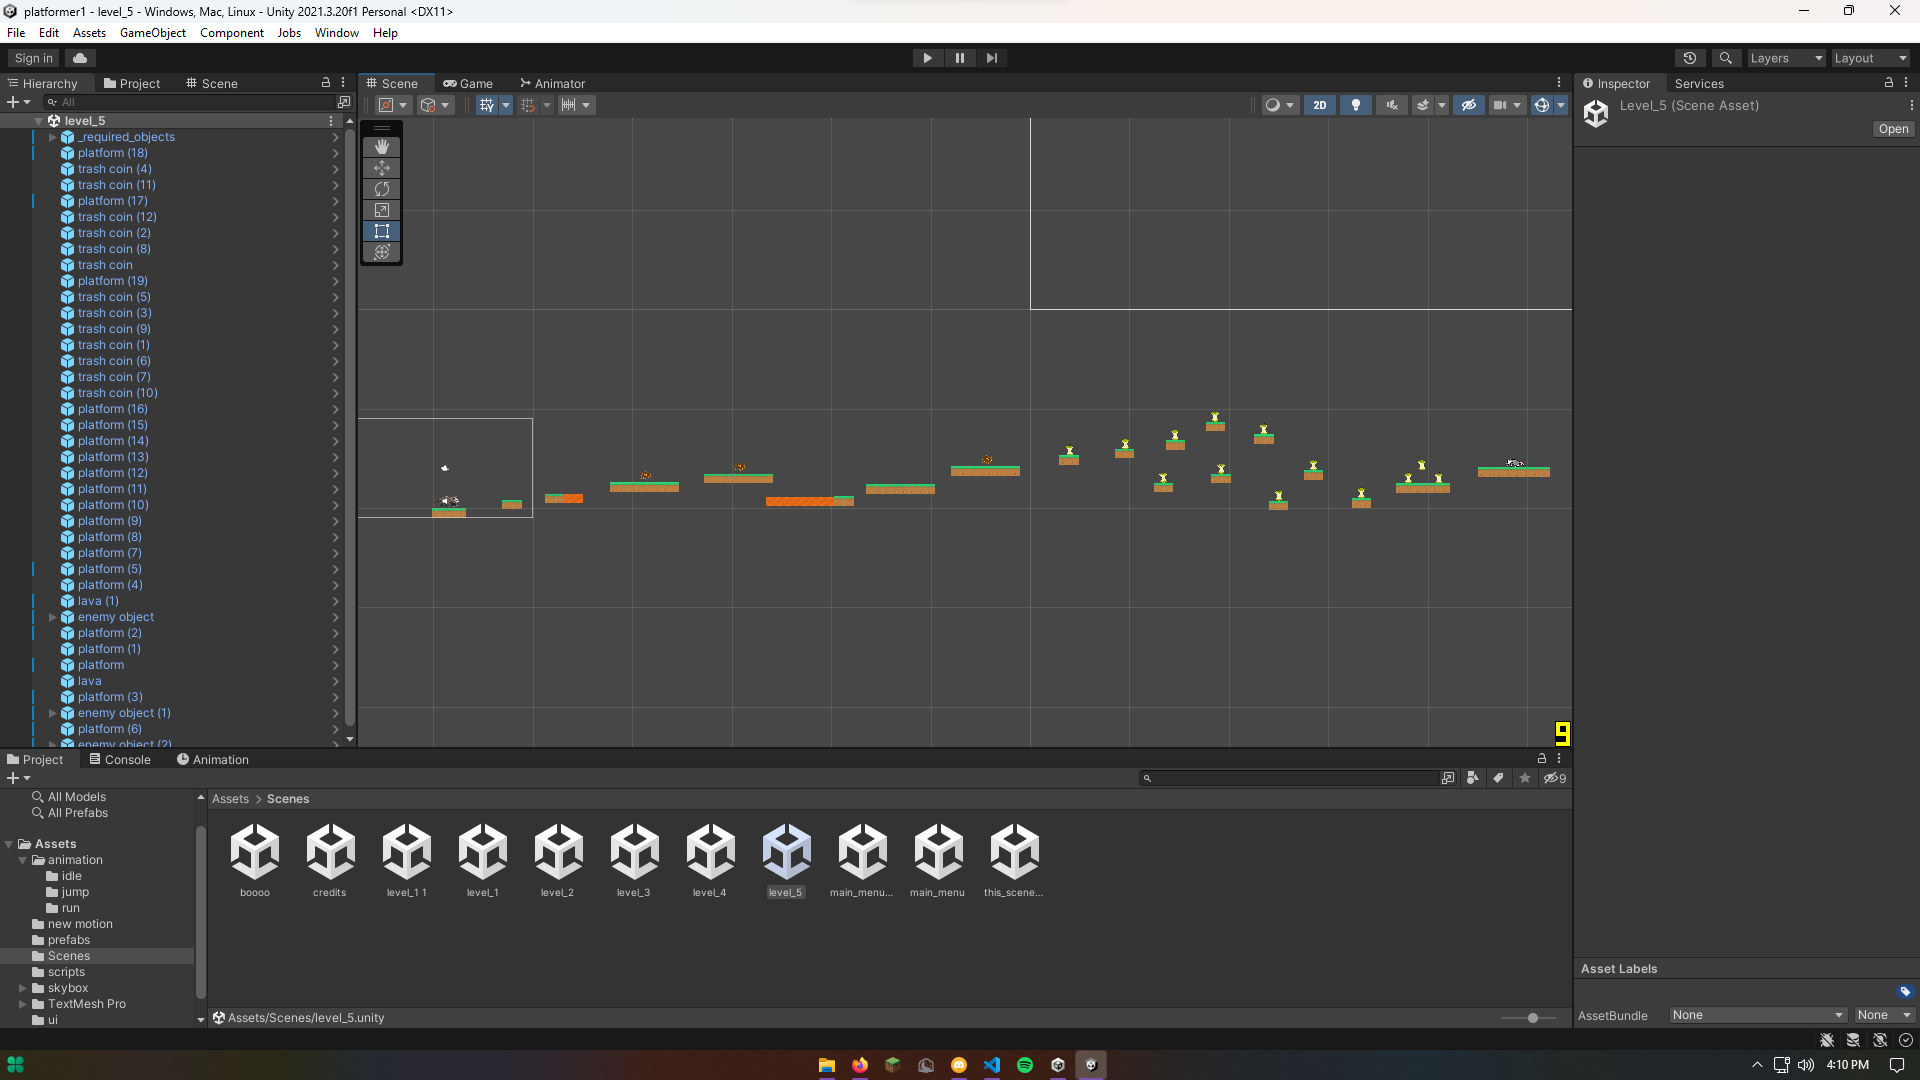 platformer1 - level_5 - Windows, Mac, Linux - Unity 2021.3.20f1 Personal <DX11>
File Edit Assets GameObject Component Jobs Window Help
Sign in Layers Layout
Hierarchy Project Scene
All
level_5
_required_objects
platform (18)
trash coin (4)
trash coin (11)
platform (17)
trash coin (12)
trash coin (2)
trash coin (8)
trash coin
platform (19)
trash coin (5)
trash coin (3)
trash coin (9)
trash coin (1)
trash coin (6)
trash coin (7)
trash coin (10)
platform (16)
platform (15)
platform (14)
platform (13)
platform (12)
platform (11)
platform (10)
platform (9)
platform (8)
platform (7)
platform (5)
platform (4)
lava (1)
enemy object
platform (2)
platform (1)
platform
lava
platform (3)
enemy object (1)
platform (6)
enemy object (2)
Scene Game Animator
2D
9
Inspector Services
Level_5 (Scene Asset)
Open
Project Console Animation
9
All Models
All Prefabs
Assets
animation
idle
jump
run
new motion
prefabs
Scenes
scripts
skybox
TextMesh Pro
ui
Assets > Scenes
boooo credits level_1 1 level_1 level_2 level_3 level_4 level_5 main_menu... main_menu this_scene...
Assets/Scenes/level_5.unity
Asset Labels
AssetBundle None None
4:10 PM